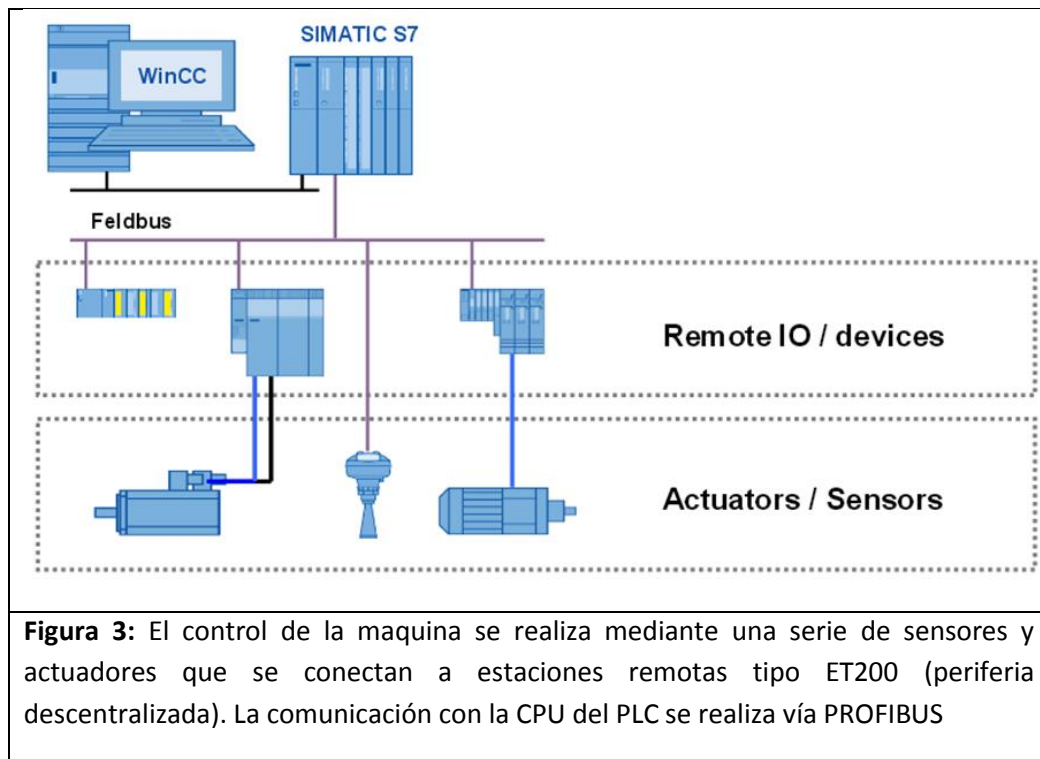 SIMATIC S7
WinCC
Feldbus
Remote IO / devices
Actuators / Sensors
Figura 3: El control de la maquina se realiza mediante una serie de sensores y
actuadores que se conectan a estaciones remotas tipo ET200 (periferia
descentralizada). La comunicación con la CPU del PLC se realiza vía PROFIBUS